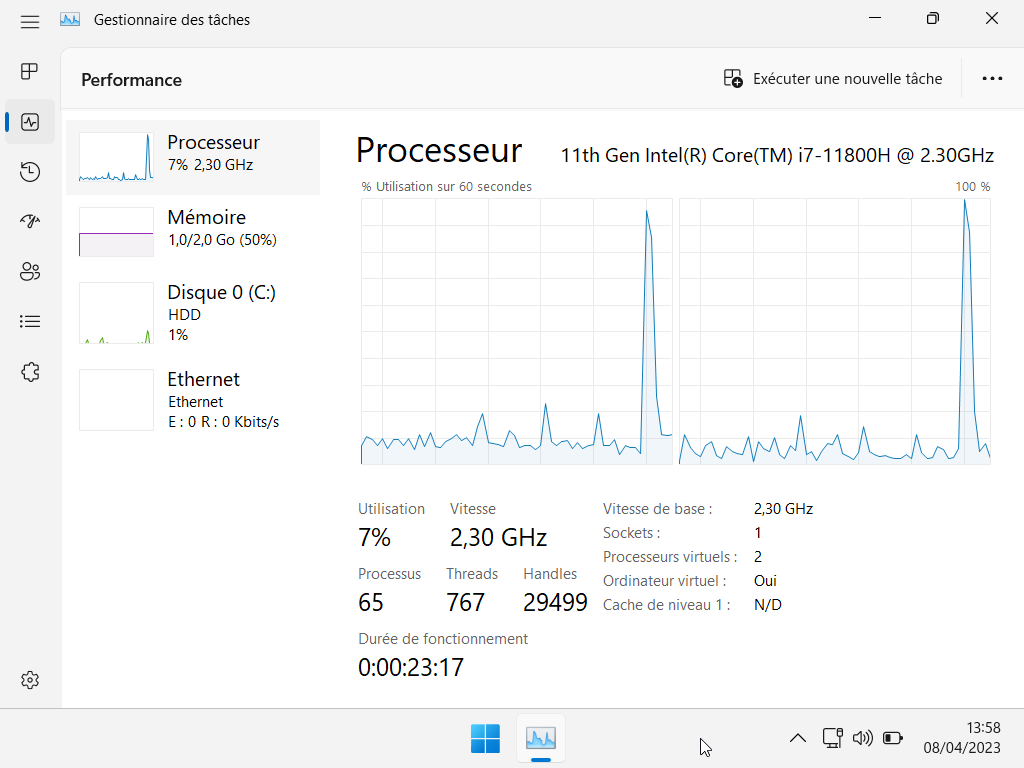 Gestionnaire des tâches
Performance
Exécuter une nouvelle tâche
Processeur
7% 2,30 GHz
Mémoire
1,0/2,0 Go (50%)
Disque 0 (C:)
HDD
1%
Ethernet
Ethernet
E : 0 R : 0 Kbits/s
Processeur
11th Gen Intel(R) Core(TM) i7-11800H @ 2.30GHz
% Utilisation sur 60 secondes
100 %
Utilisation Vitesse
7% 2,30 GHz
Processus Threads Handles
65 767 29499
Durée de fonctionnement
0:00:23:17
Vitesse de base : 2,30 GHz
Sockets : 1
Processeurs virtuels : 2
Ordinateur virtuel : Oui
Cache de niveau 1 : N/D
13:58
08/04/2023